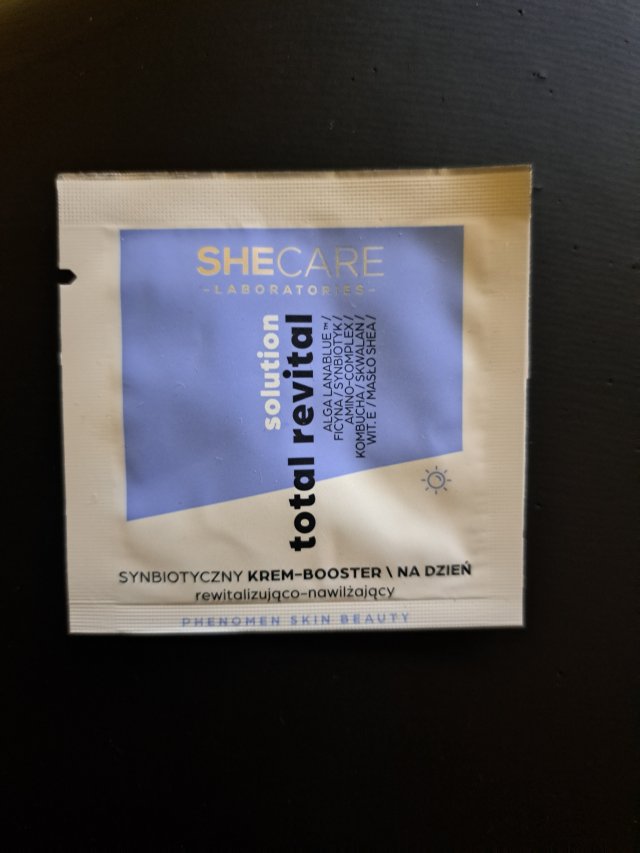 SHECARE
-LABORATORIES-
solution
total revital
ALGA LANABLUE™/
FICYNA / SYNBIOTYK /
AMINO-COMPLEX /
KOMBUCHA / SKWALAN /
WIT. E / MASŁO SHEA /
SYNBIOTYCZNY KREM-BOOSTER \ NA DZIEŃ
rewitalizująco-nawilżający
PHENOMEN SKIN BEAUTY